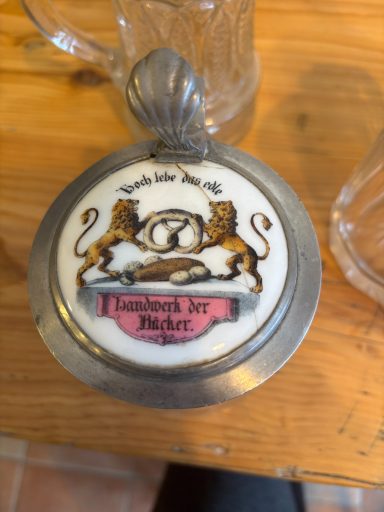 Hoch lebe das edle
Handwerk der
Bäcker.